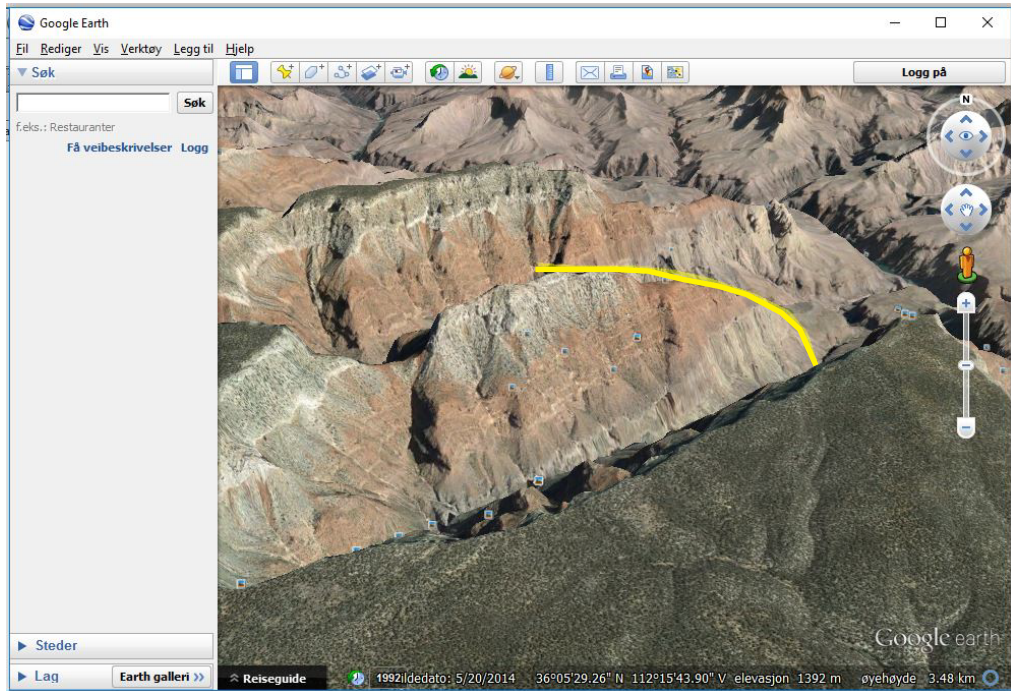 Google Earth
Fil Rediger Vis Verktøy Legg til Hjelp
Søk
Logg på
Søk
f.eks.: Restauranter
Få veibeskrivelser Logg
N
Google earth
Steder
Lag
Earth galleri >>
Reiseguide
1992
ildedato: 5/20/2014 36°05'29.26" N 112°15'43.90" V elevasjon 1392 m øyehøyde 3.48 km